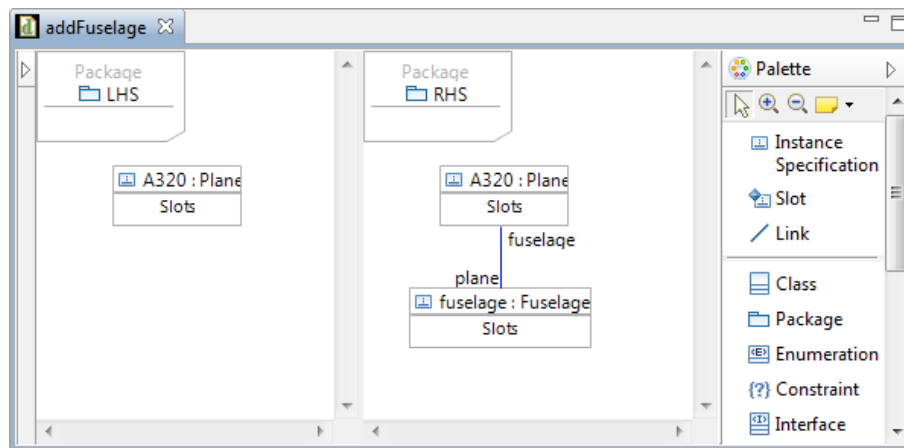 addFuselage
Package
LHS
A320 : Plane
Slots
Package
RHS
A320 : Plane
Slots
fuselage
plane
fuselage : Fuselage
Slots
Palette
Instance
Specification
Slot
Link
Class
Package
<E> Enumeration
{?} Constraint
<I> Interface